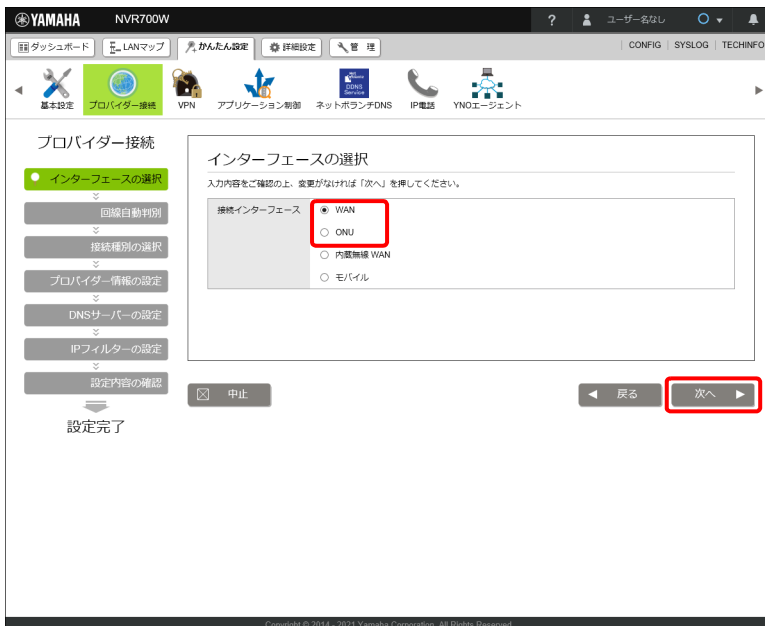 YAMAHA NVR700W ? ユーザーなし
ダッシュボード LANマップ かんたん設定 詳細設定 管 理 CONFIG SYSLOG TECHINFO
基本設定 プロバイダー接続 VPN アプリケーション制御 ネットボランチDNS IP電話 YNOエージェント
DDNS
Service
プロバイダー接続
インターフェースの選択
回線自動判別
接続種別の選択
プロバイダー情報の設定
DNSサーバーの設定
IPフィルターの設定
設定内容の確認
設定完了
インターフェースの選択
入力内容をご確認の上、変更がなければ「次へ」を押してください。
接続インターフェース
WAN
ONU
内蔵無線 WAN
モバイル
中止 戻る 次へ
Copyright © 2014 - 2021 Yamaha Corporation. All Rights Reserved.